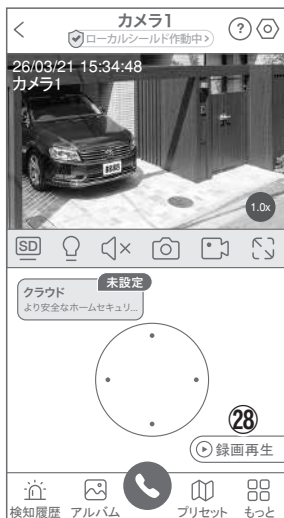 カメラ1
ローカルシールド作動中>
?
26/03/21 15:34:48
カメラ1
1.0x
SD
未設定
クラウド
より安全なホームセキュリ...
㉘
録画再生
検知履歴 アルバム プリセット もっと